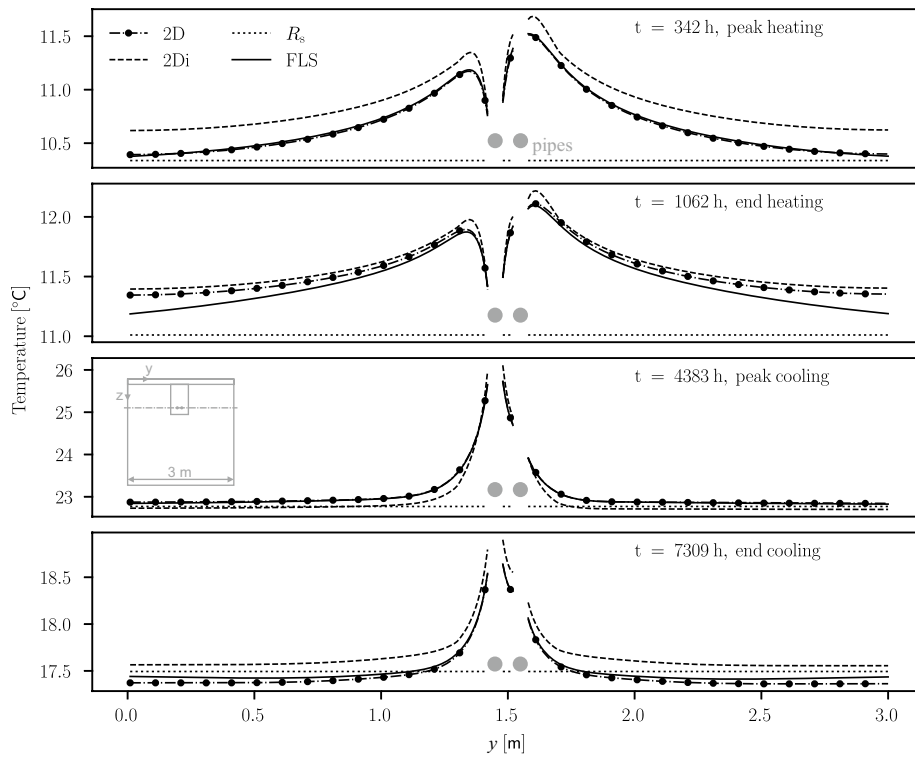 2D
2Di
R_s
FLS
t = 342 h, peak heating
11.5
11.0
10.5
pipes
t = 1062 h, end heating
12.0
11.5
11.0
Temperature [°C]
t = 4383 h, peak cooling
26
25
24
23
y
z
3 m
t = 7309 h, end cooling
18.5
17.5
0.0 0.5 1.0 1.5 2.0 2.5 3.0
y [m]